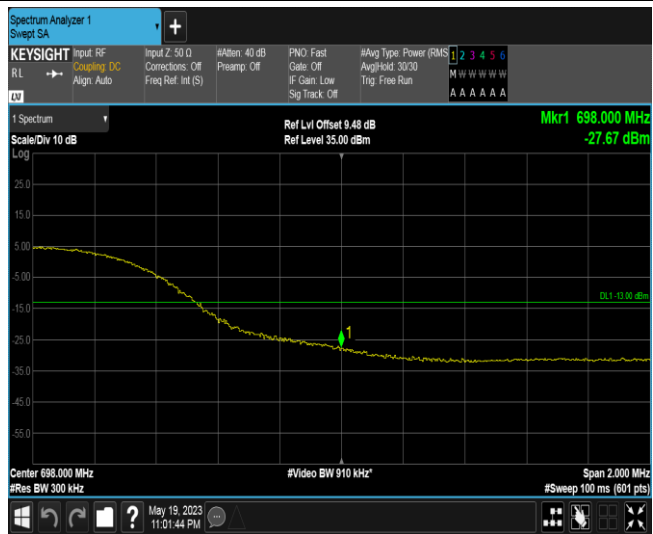 Spectrum Analyzer 1
Swept SA
+
KEYSIGHT
RL
LXI
Input: RF
Coupling: DC
Align: Auto
Input Z: 50 Ω
Corrections: Off
Freq Ref: Int (S)
#Atten: 40 dB
Preamp: Off
PNO: Fast
Gate: Off
IF Gain: Low
Sig Track: Off
#Avg Type: Power (RMS
Avg|Hold: 30/30
Trig: Free Run
1 2 3 4 5 6
M W W W W W
A A A A A A
1 Spectrum
Scale/Div 10 dB
Log
Ref Lvl Offset 9.48 dB
Ref Level 35.00 dBm
Mkr1 698.000 MHz
-27.67 dBm
25.0
15.0
5.00
-5.00
DL1 -13.00 dBm
-15.0
1
-25.0
-35.0
-45.0
-55.0
Center 698.000 MHz
#Res BW 300 kHz
#Video BW 910 kHz*
Span 2.000 MHz
#Sweep 100 ms (601 pts)
?
May 19, 2023
11:01:44 PM